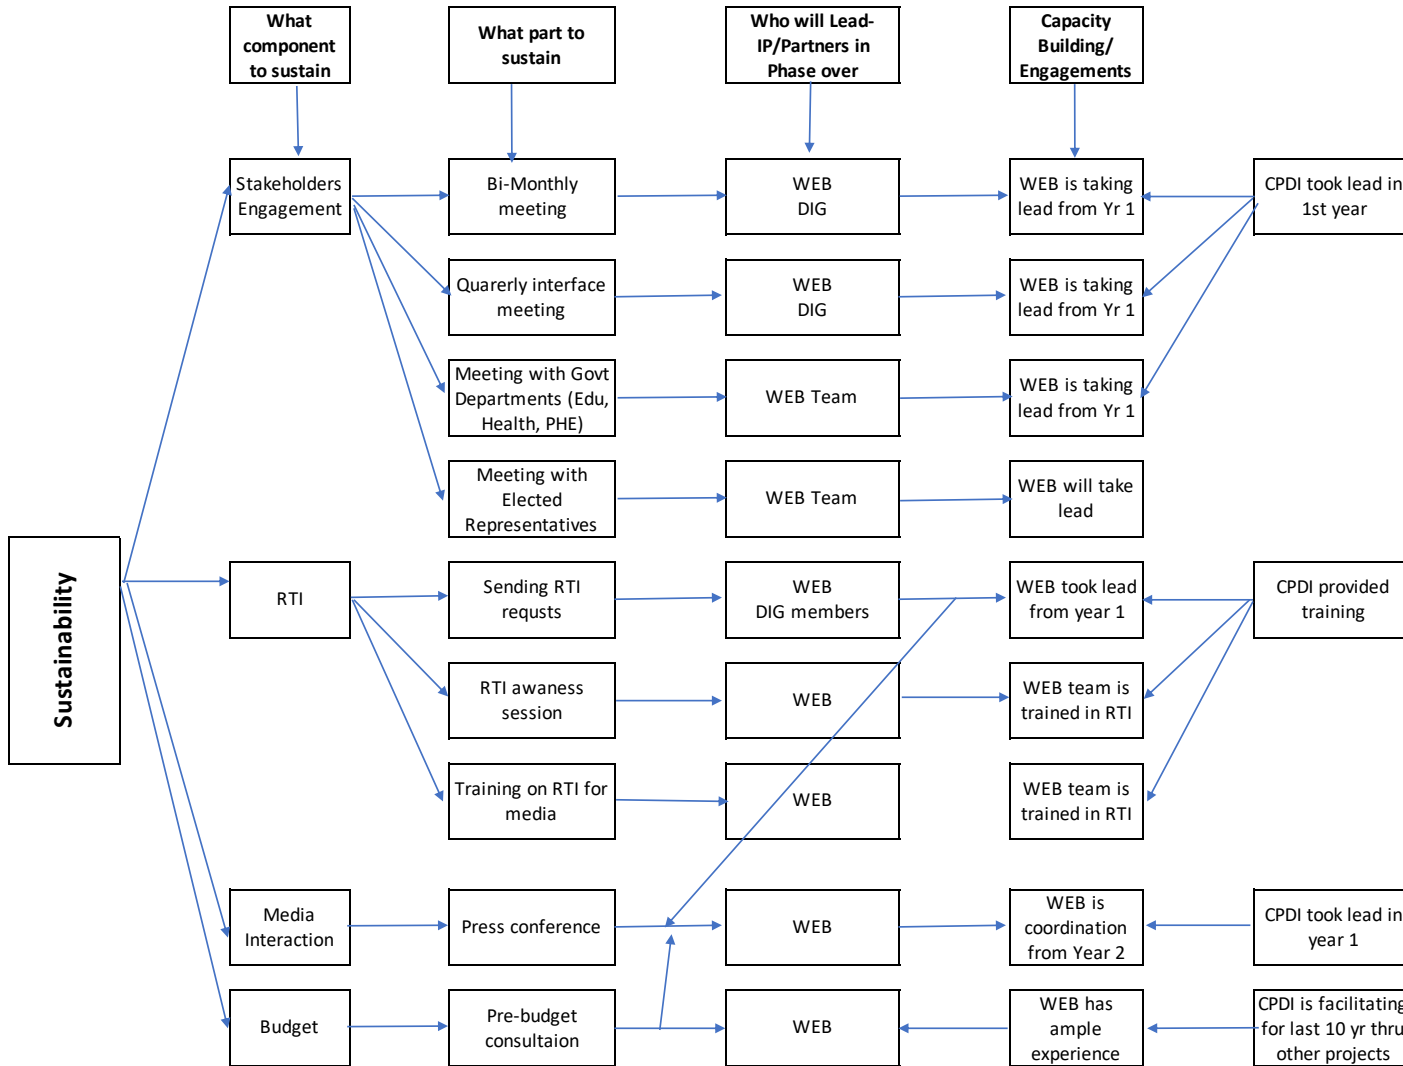 What
component
to sustain
What part to
sustain
Who will Lead-
IP/Partners in
Phase over
Capacity
Building/
Engagements
Stakeholders
Engagement
Bi-Monthly
meeting
WEB
DIG
WEB is taking
lead from Yr 1
CPDI took lead in
1st year
Quarerly interface
meeting
WEB
DIG
WEB is taking
lead from Yr 1
Meeting with Govt
Departments (Edu,
Health, PHE)
WEB Team
WEB is taking
lead from Yr 1
Meeting with
Elected
Representatives
WEB Team
WEB will take
lead
Sustainability
RTI
Sending RTI
requsts
WEB
DIG members
WEB took lead
from year 1
CPDI provided
training
RTI awaness
session
WEB
WEB team is
trained in RTI
Training on RTI for
media
WEB
WEB team is
trained in RTI
Media
Interaction
Press conference
WEB
WEB is
coordination
from Year 2
CPDI took lead in
year 1
Budget
Pre-budget
consultaion
WEB
WEB has
ample
experience
CPDI is facilitating
for last 10 yr thru
other projects